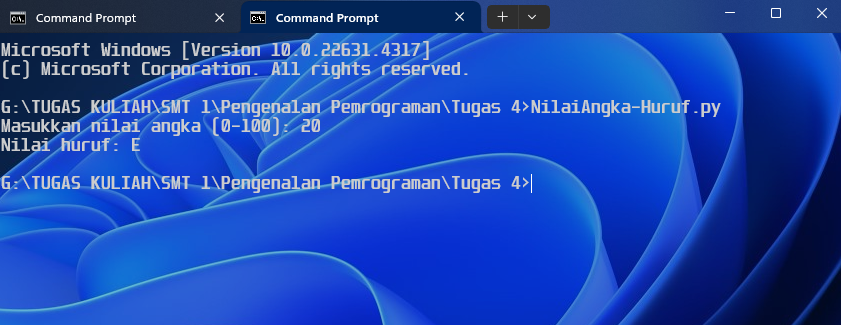 Command Prompt
Command Prompt
Microsoft Windows [Version 10.0.22631.4317]
(c) Microsoft Corporation. All rights reserved.
G:\TUGAS KULIAH\SMT 1\Pengenalan Pemrograman\Tugas 4>NilaiAngka-Huruf.py
Masukkan nilai angka [0-100]: 20
Nilai huruf: E
G:\TUGAS KULIAH\SMT 1\Pengenalan Pemrograman\Tugas 4>